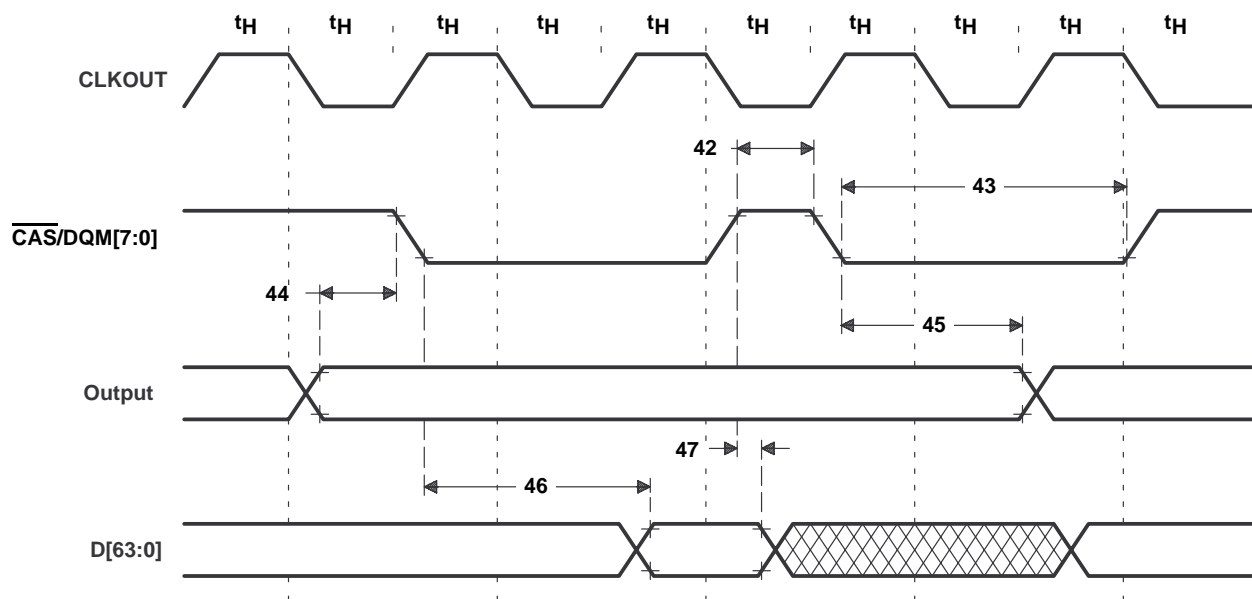 tH tH tH tH tH tH tH tH tH tH
CLKOUT
42
43
CAS/DQM[7:0]
44
45
Output
47
46
D[63:0]